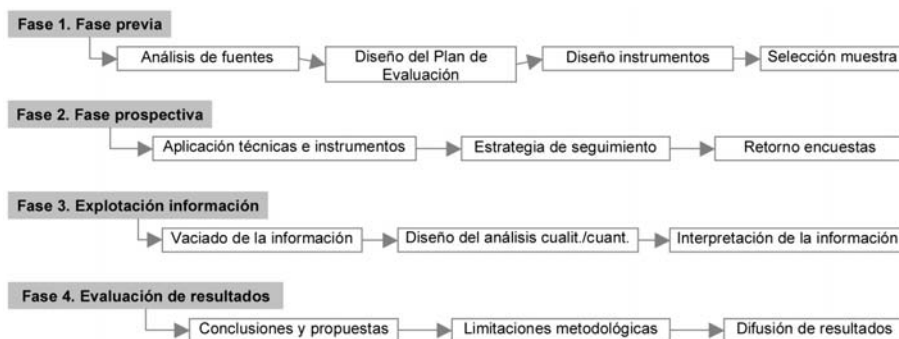 Fase 1. Fase previa
Análisis de fuentes
Diseño del Plan de
Evaluación
Diseño instrumentos
Selección muestra
Fase 2. Fase prospectiva
Aplicación técnicas e instrumentos
Estrategia de seguimiento
Retorno encuestas
Fase 3. Explotación información
Vaciado de la información
Diseño del análisis cualit./cuant.
Interpretación de la información
Fase 4. Evaluación de resultados
Conclusiones y propuestas
Limitaciones metodológicas
Difusión de resultados